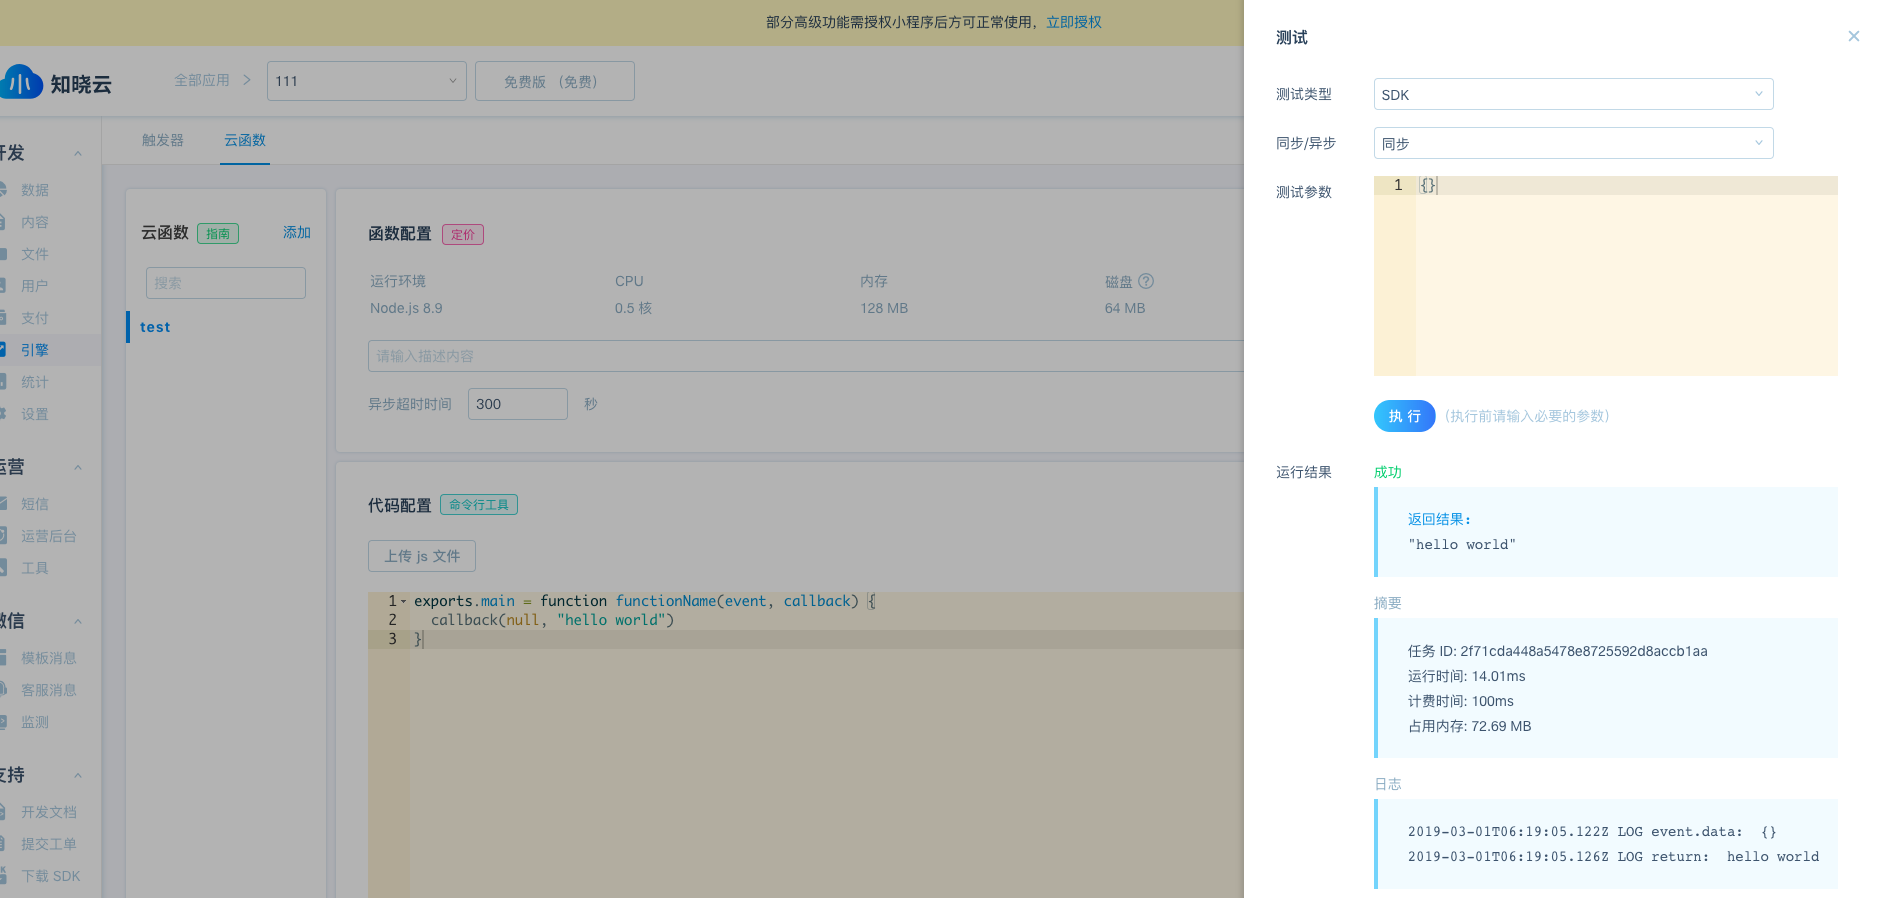 部分高级功能需授权小程序后方可正常使用，立即授权
知晓云
全部应用
111
免费版 （免费）
触发器
云函数
开发
数据
内容
文件
用户
支付
引擎
统计
设置
运营
短信
运营后台
工具
微信
模板消息
客服消息
监测
支持
开发文档
提交工单
下载 SDK
云函数
指南
添加
搜索
test
函数配置
定价
运行环境
CPU
内存
磁盘 ?
Node.js 8.9
0.5 核
128 MB
64 MB
请输入描述内容
异步超时时间
300
秒
代码配置
命令行工具
上传 js 文件
1 exports.main = function functionName(event, callback) {
2 callback(null, "hello world")
3 }
测试
测试类型
SDK
同步/异步
同步
测试参数
1 {}
执 行
（执行前请输入必要的参数）
运行结果
成功
返回结果：
"hello world"
摘要
任务 ID: 2f71cda448a5478e8725592d8accb1aa
运行时间: 14.01ms
计费时间: 100ms
占用内存: 72.69 MB
日志
2019-03-01T06:19:05.122Z LOG event.data: {}
2019-03-01T06:19:05.126Z LOG return: hello world